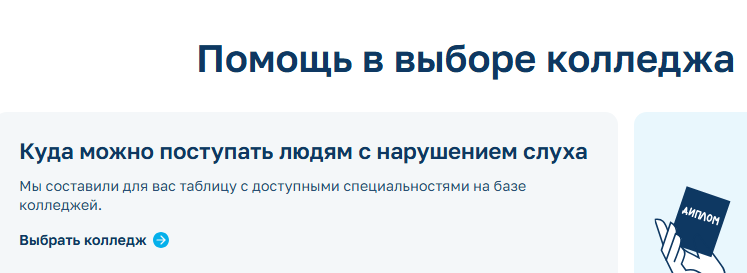 Помощь в выборе колледжа
Куда можно поступать людям с нарушением слуха
Мы составили для вас таблицу с доступными специальностями на базе
колледжей.
Выбрать колледж
ДИПЛОМ